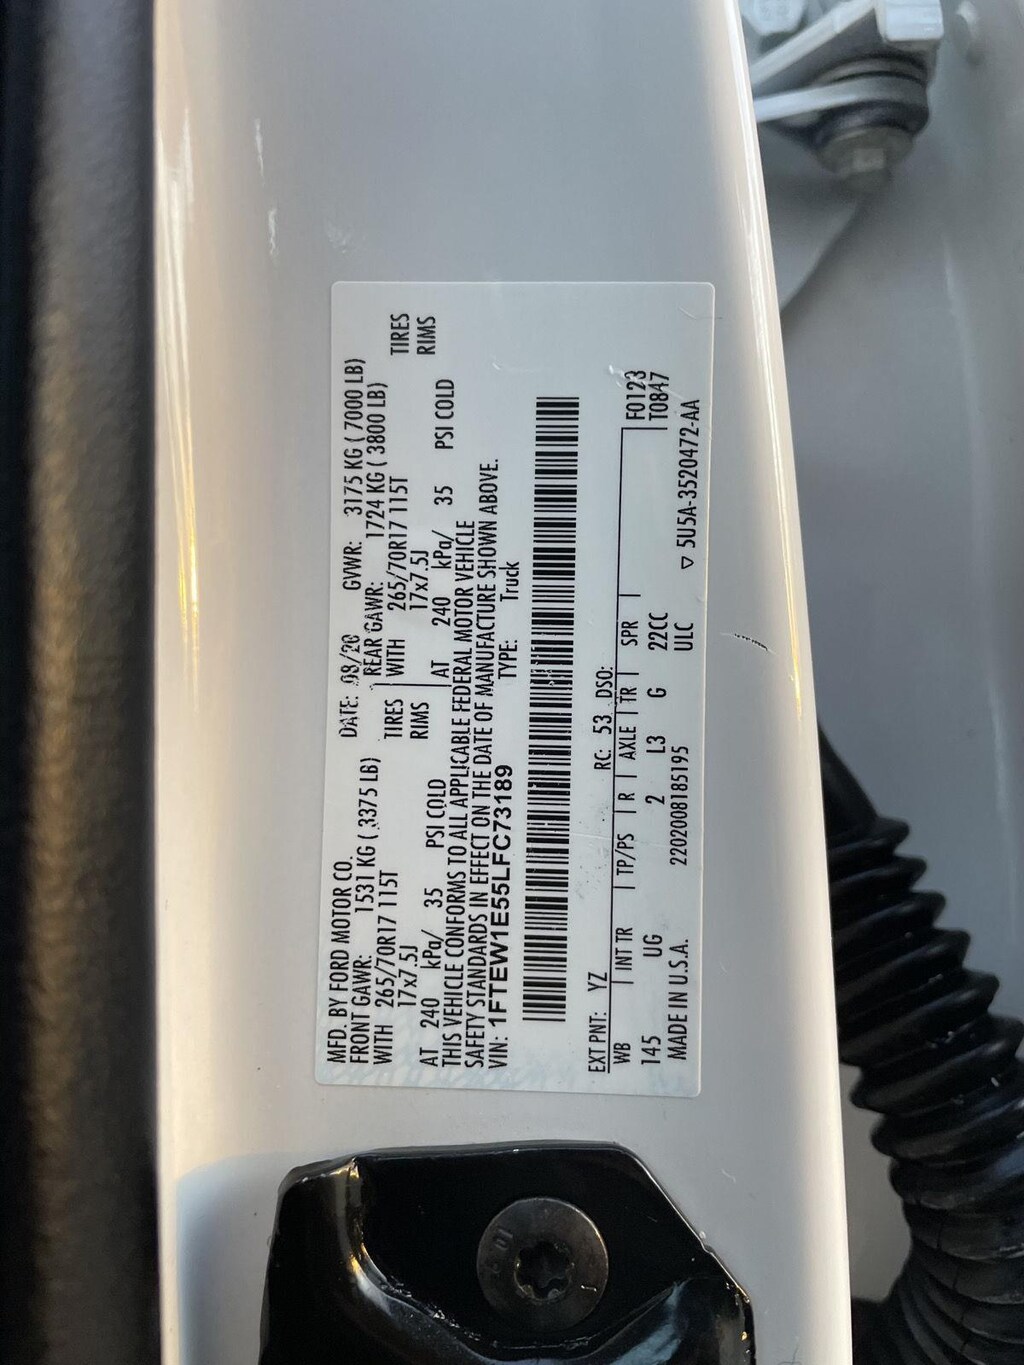 MFD. BY FORD MOTOR CO. DATE: 08/20 GVWR: 3175 KG ( 7000 LB)
FRONT GAWR: 1531 KG ( 3375 LB) REAR GAWR: 1724 KG ( 3800 LB)
WITH 265/70R17 115T TIRES WITH 265/70R17 115T TIRES
17x7.5J RIMS 17x7.5J RIMS
AT 240 kPa/ 35 PSI COLD AT 240 kPa/ 35 PSI COLD
THIS VEHICLE CONFORMS TO ALL APPLICABLE FEDERAL MOTOR VEHICLE
SAFETY STANDARDS IN EFFECT ON THE DATE OF MANUFACTURE SHOWN ABOVE.
VIN: 1FTEW1E55LFC73189 TYPE: Truck
EXT PNT: YZ RC: 53 DSO:
WB | INT TR | TP/PS | R | AXLE | TR | SPR | F0123
145 UG 2 L3 G 22CC T0847
MADE IN U.S.A. 2202008185195 ULC ▽ 5U5A-3520472-AA